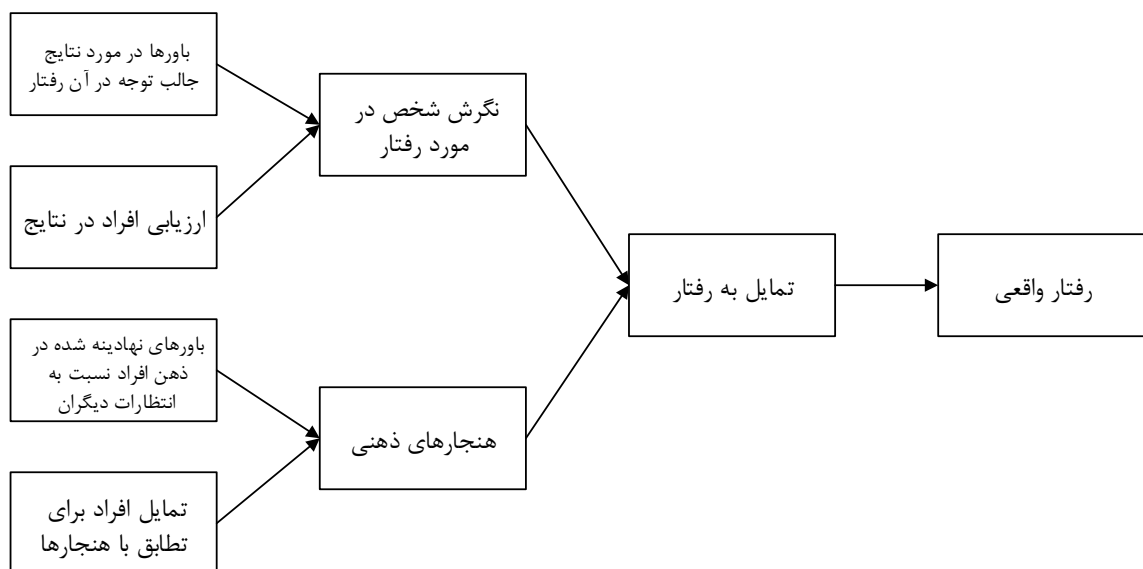 باورها در مورد نتایج
جالب توجه در آن رفتار
ارزیابی افراد در نتایج
باورهای نهادینه شده در
ذهن افراد نسبت به
انتظارات دیگران
تمایل افراد برای
تطابق با هنجارها
نگرش شخص در
مورد رفتار
هنجارهای ذهنی
تمایل به رفتار
رفتار واقعی